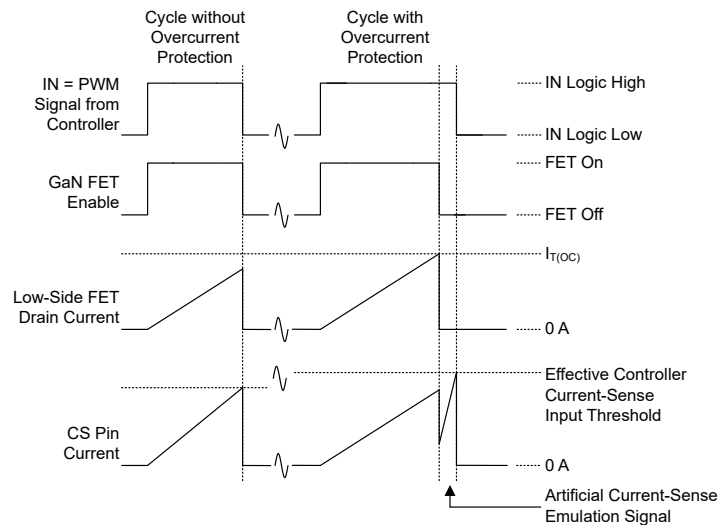 Cycle without
Overcurrent
Protection
Cycle with
Overcurrent
Protection
IN = PWM
Signal from
Controller
IN Logic High
IN Logic Low
GaN FET
Enable
FET On
FET Off
Low-Side FET
Drain Current
I_T(OC)
0 A
CS Pin
Current
Effective Controller
Current-Sense
Input Threshold
0 A
Artificial Current-Sense
Emulation Signal